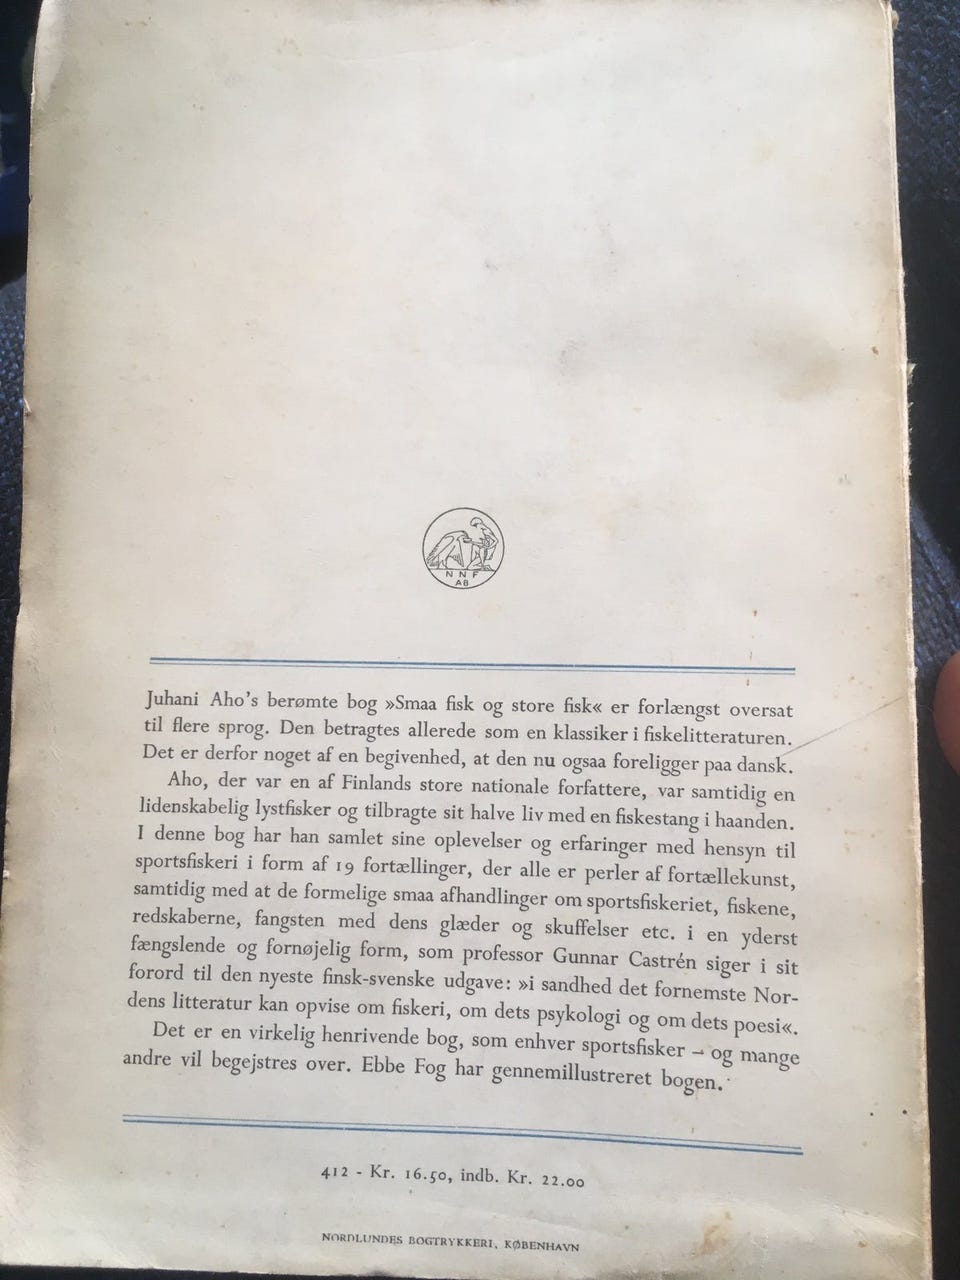 NNF
AB
Juhani Aho's berømte bog »Smaa fisk og store fisk« er forlængst oversat
til flere sprog. Den betragtes allerede som en klassiker i fiskelitteraturen.
Det er derfor noget af en begivenhed, at den nu ogsaa foreligger paa dansk.
Aho, der var en af Finlands store nationale forfattere, var samtidig en
lidenskabelig lystfisker og tilbragte sit halve liv med en fiskestang i haanden.
I denne bog har han samlet sine oplevelser og erfaringer med hensyn til
sportsfiskeri i form af 19 fortællinger, der alle er perler af fortællekunst,
samtidig med at de formelige smaa afhandlinger om sportsfiskeriet, fiskene,
redskaberne, fangsten med dens glæder og skuffelser etc. i en yderst
fængslende og fornøjelig form, som professor Gunnar Castrén siger i sit
forord til den nyeste finsk-svenske udgave: »i sandhed det fornemste Nor-
dens litteratur kan opvise om fiskeri, om dets psykologi og om dets poesi«.
Det er en virkelig henrivende bog, som enhver sportsfisker – og mange
andre vil begejstres over. Ebbe Fog har gennemillustreret bogen.
412 - Kr. 16.50, indb. Kr. 22.00
NORDLUNDES BOGTRYKKERI, KØBENHAVN